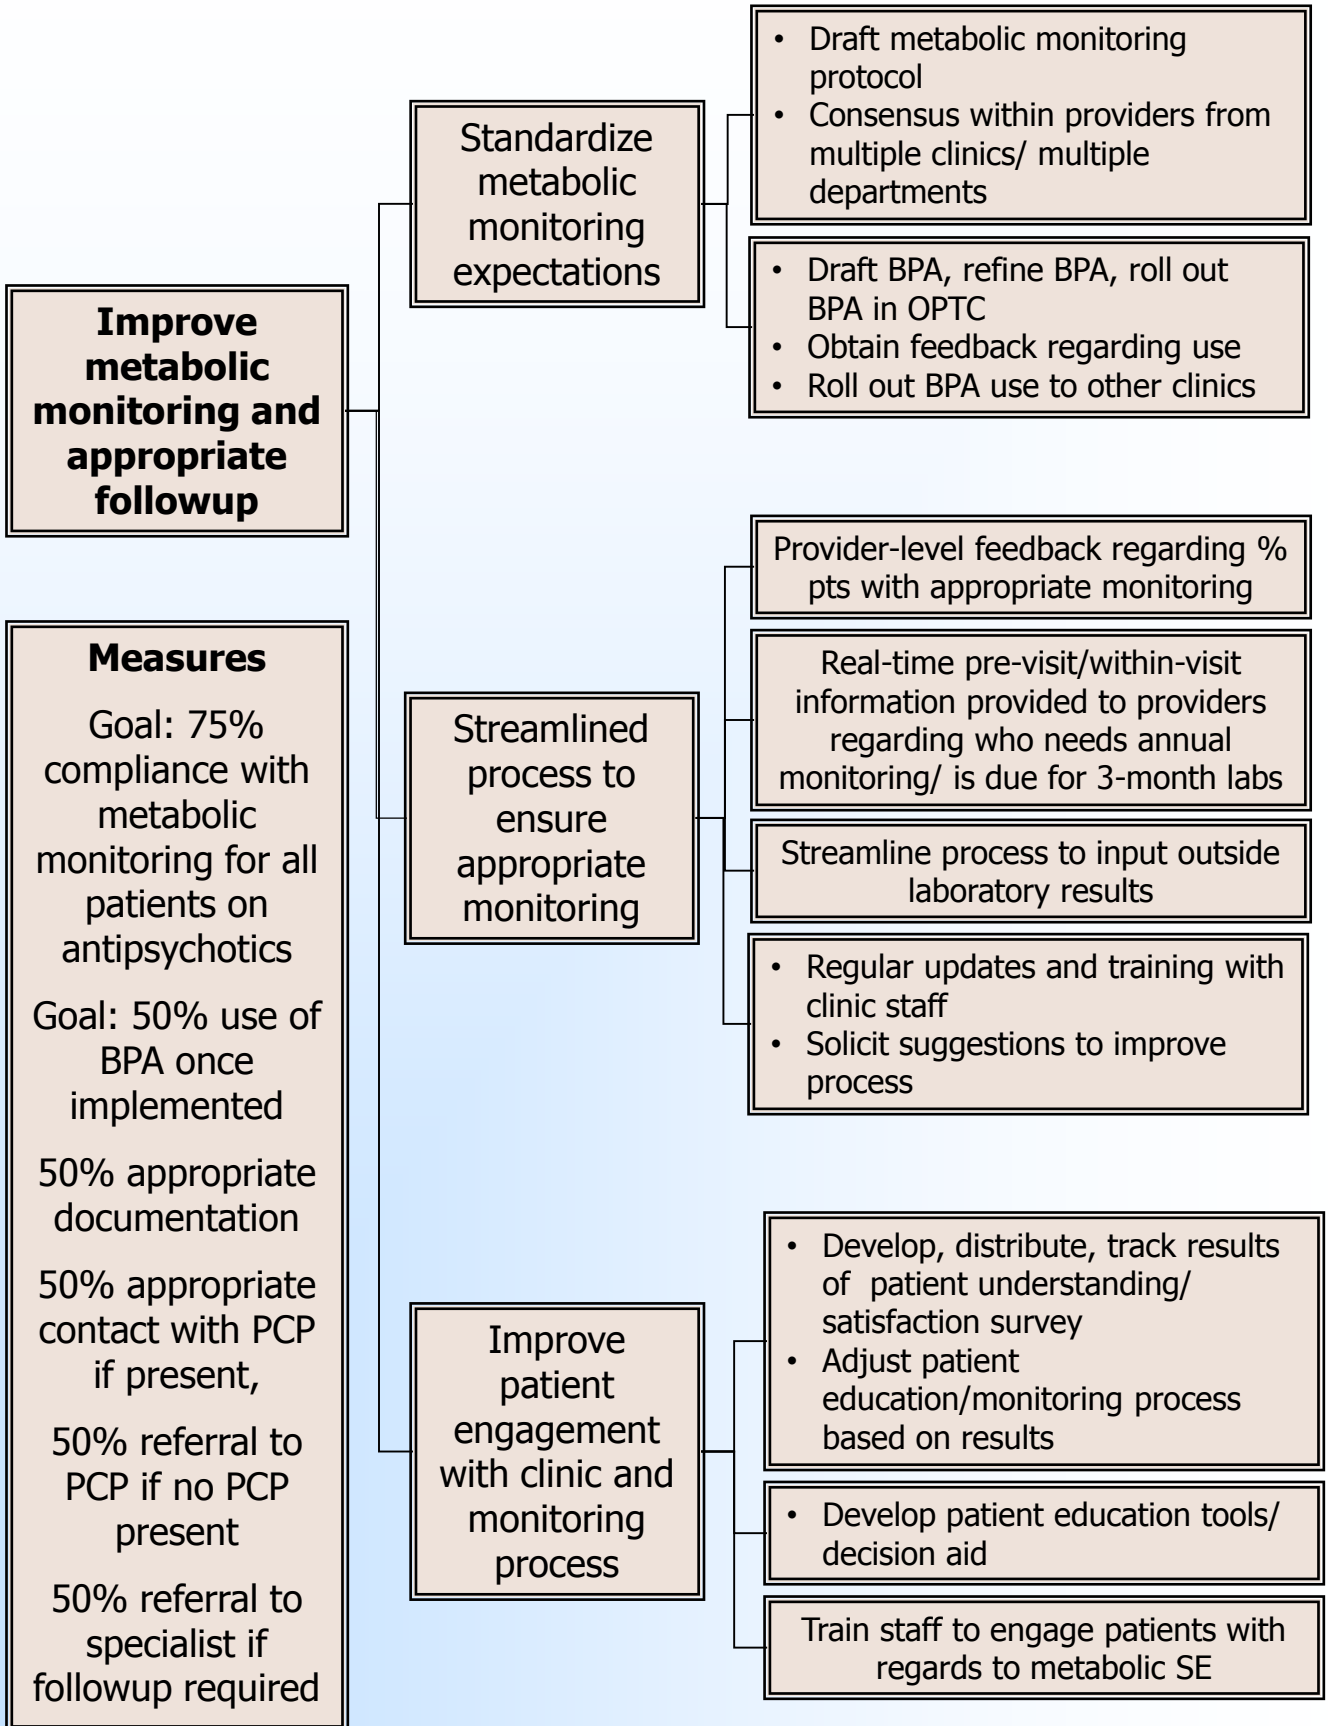 Improve
metabolic
monitoring and
appropriate
followup
Measures
Goal: 75%
compliance with
metabolic
monitoring for all
patients on
antipsychotics
Goal: 50% use of
BPA once
implemented
50% appropriate
documentation
50% appropriate
contact with PCP
if present,
50% referral to
PCP if no PCP
present
50% referral to
specialist if
followup required
Standardize
metabolic
monitoring
expectations
• Draft metabolic monitoring
protocol
• Consensus within providers from
multiple clinics/ multiple
departments
• Draft BPA, refine BPA, roll out
BPA in OPTC
• Obtain feedback regarding use
• Roll out BPA use to other clinics
Streamlined
process to
ensure
appropriate
monitoring
Provider-level feedback regarding %
pts with appropriate monitoring
Real-time pre-visit/within-visit
information provided to providers
regarding who needs annual
monitoring/ is due for 3-month labs
Streamline process to input outside
laboratory results
• Regular updates and training with
clinic staff
• Solicit suggestions to improve
process
Improve
patient
engagement
with clinic and
monitoring
process
• Develop, distribute, track results
of patient understanding/
satisfaction survey
• Adjust patient
education/monitoring process
based on results
• Develop patient education tools/
decision aid
Train staff to engage patients with
regards to metabolic SE